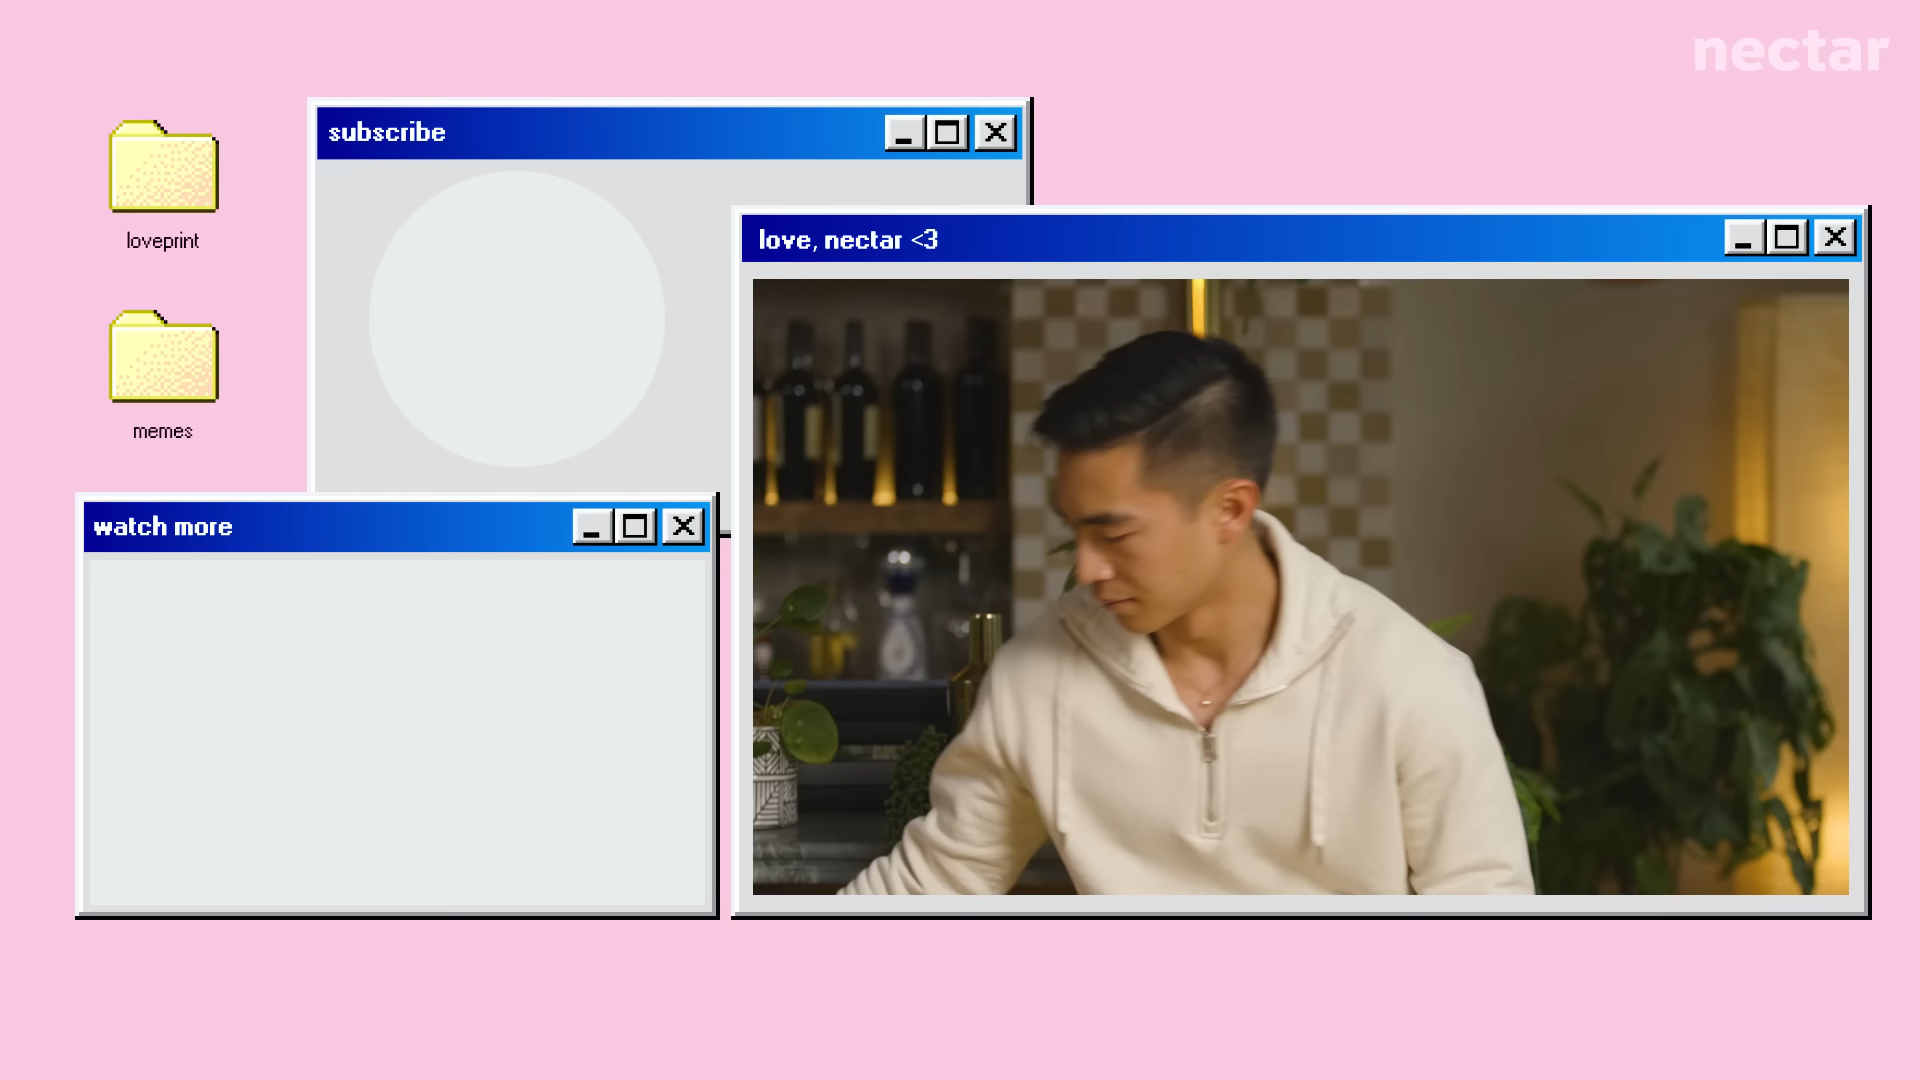 nectar
subscribe
loveprint
love, nectar <3
memes
watch more